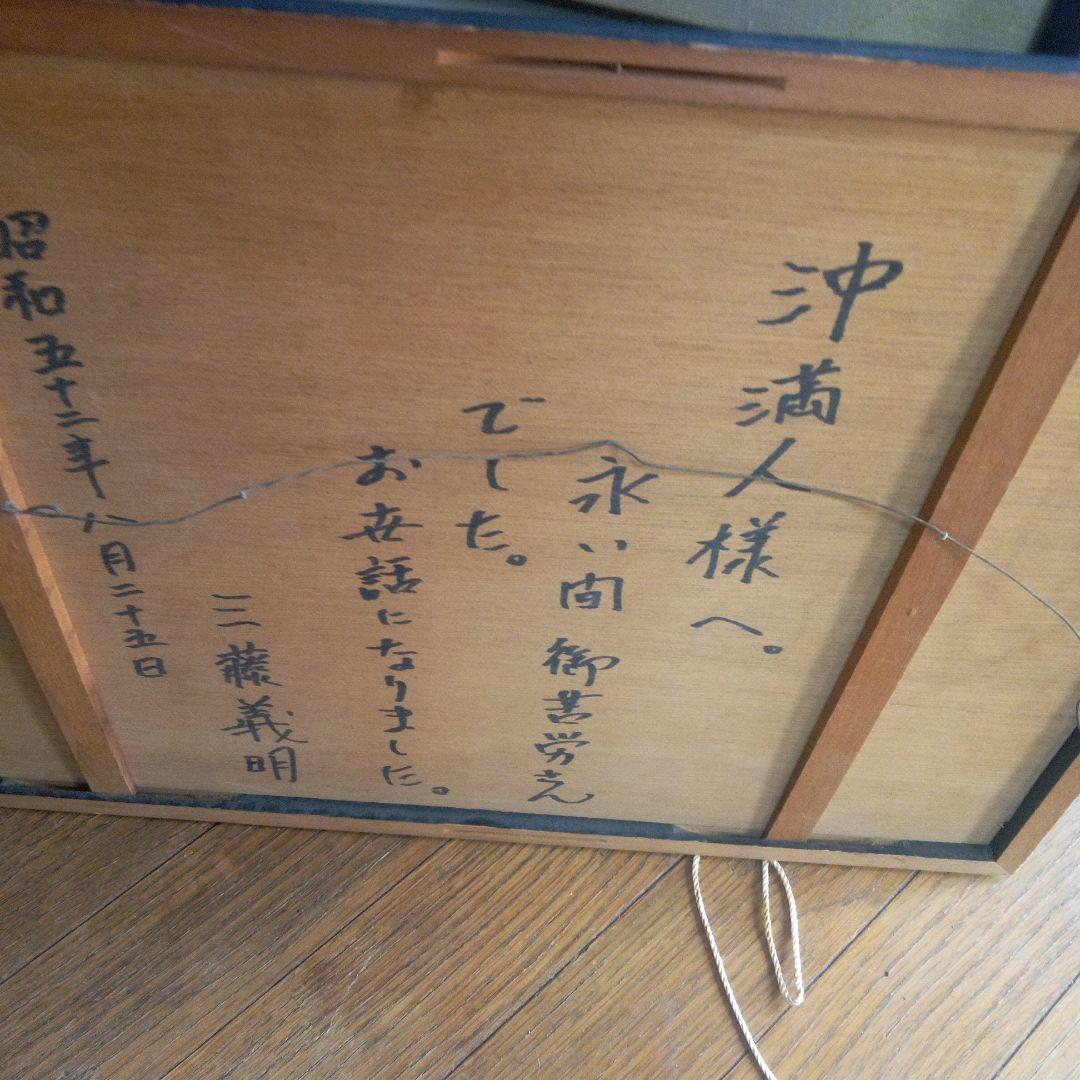 沖満人様へ。
永い間御苦労さん
でした。
お世話になりました。
三藤義明
昭和五十二年八月二十五日